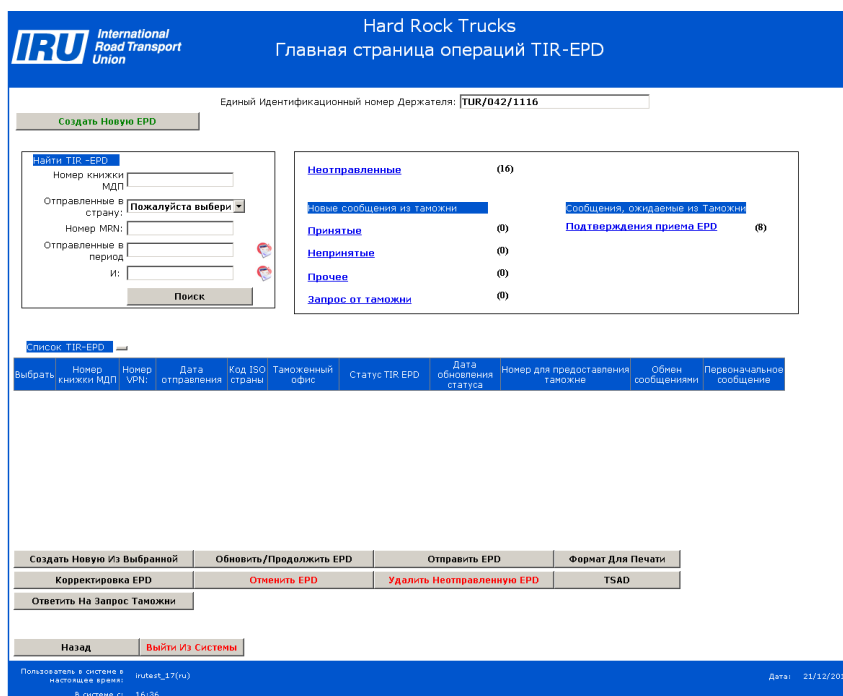 IRU International
Road Transport
Union
Hard Rock Trucks
Главная страница операций TIR-EPD
Единый Идентификационный номер Держателя: TUR/042/1116
Создать Новую EPD
Найти TIR -EPD
Номер книжки
МДП
Отправленные в
страну: Пожалуйста выбери
Номер MRN:
Отправленные в
период
И:
Поиск
Неотправленные (16)
Новые сообщения из таможни
Сообщения, ожидаемые из Таможни
Принятые (0)
Подтверждения приема EPD (8)
Непринятые (0)
Прочее (0)
Запрос от таможни (0)
Список TIR-EPD
Выбрать
Номер
книжки МДП
Номер
VPN:
Дата
отправления
Код ISO
страны
Таможенный
офис
Статус TIR EPD
Дата
обновления
статуса
Номер для предоставления
таможне
Обмен
сообщениями
Первоначальное
сообщение
Создать Новую Из Выбранной
Обновить/Продолжить EPD
Отправить EPD
Формат Для Печати
Корректировка EPD
Отменить EPD
Удалить Неотправленную EPD
TSAD
Ответить На Запрос Таможни
Назад
Выйти Из Системы
Пользователь в системе в
настоящее время: irutest_17(ru)
Дата: 21/12/201
В системе с: 16:36